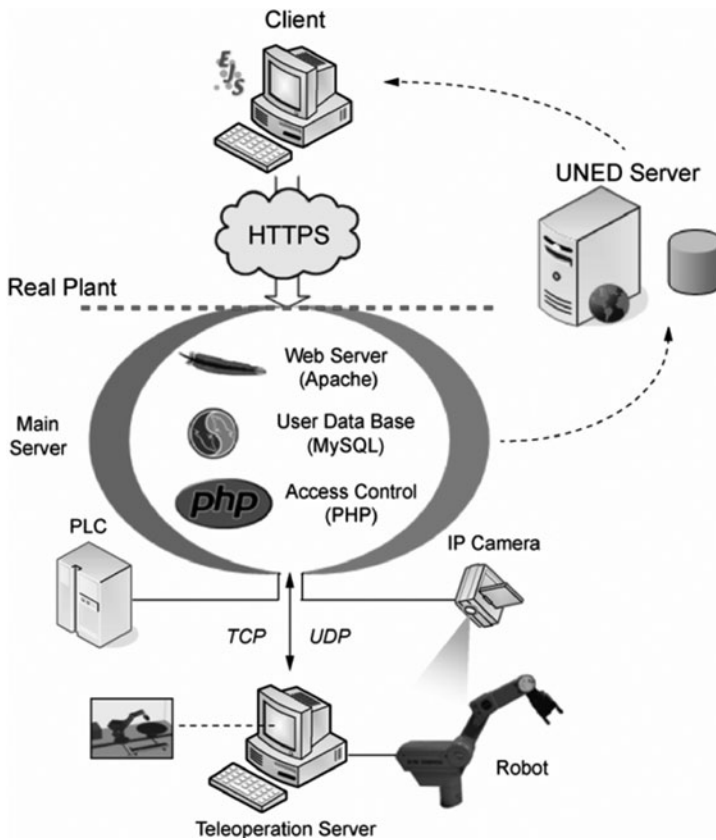 Client
EJS
UNED Server
HTTPS
Real Plant
Web Server
(Apache)
Main
Server
User Data Base
(MySQL)
php
Access Control
(PHP)
PLC
IP Camera
TCP
UDP
Robot
Teleoperation Server